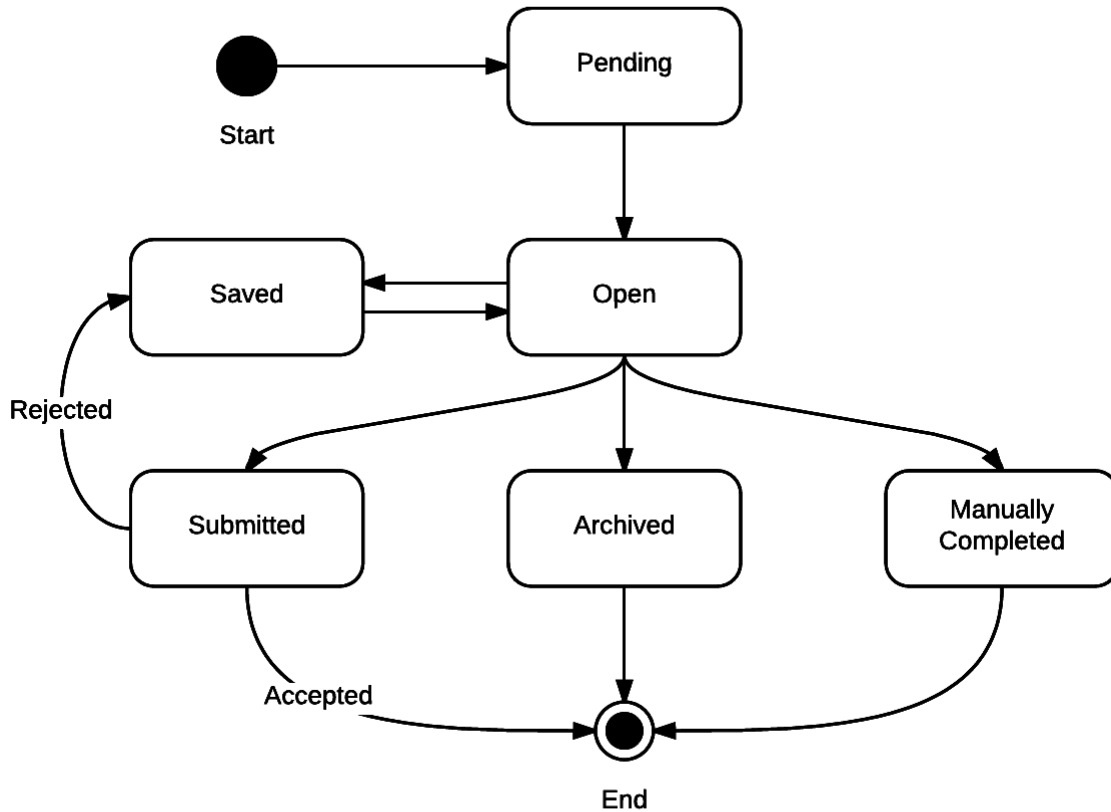 Pending
Start
Saved
Open
Rejected
Submitted
Archived
Manually
Completed
Accepted
End